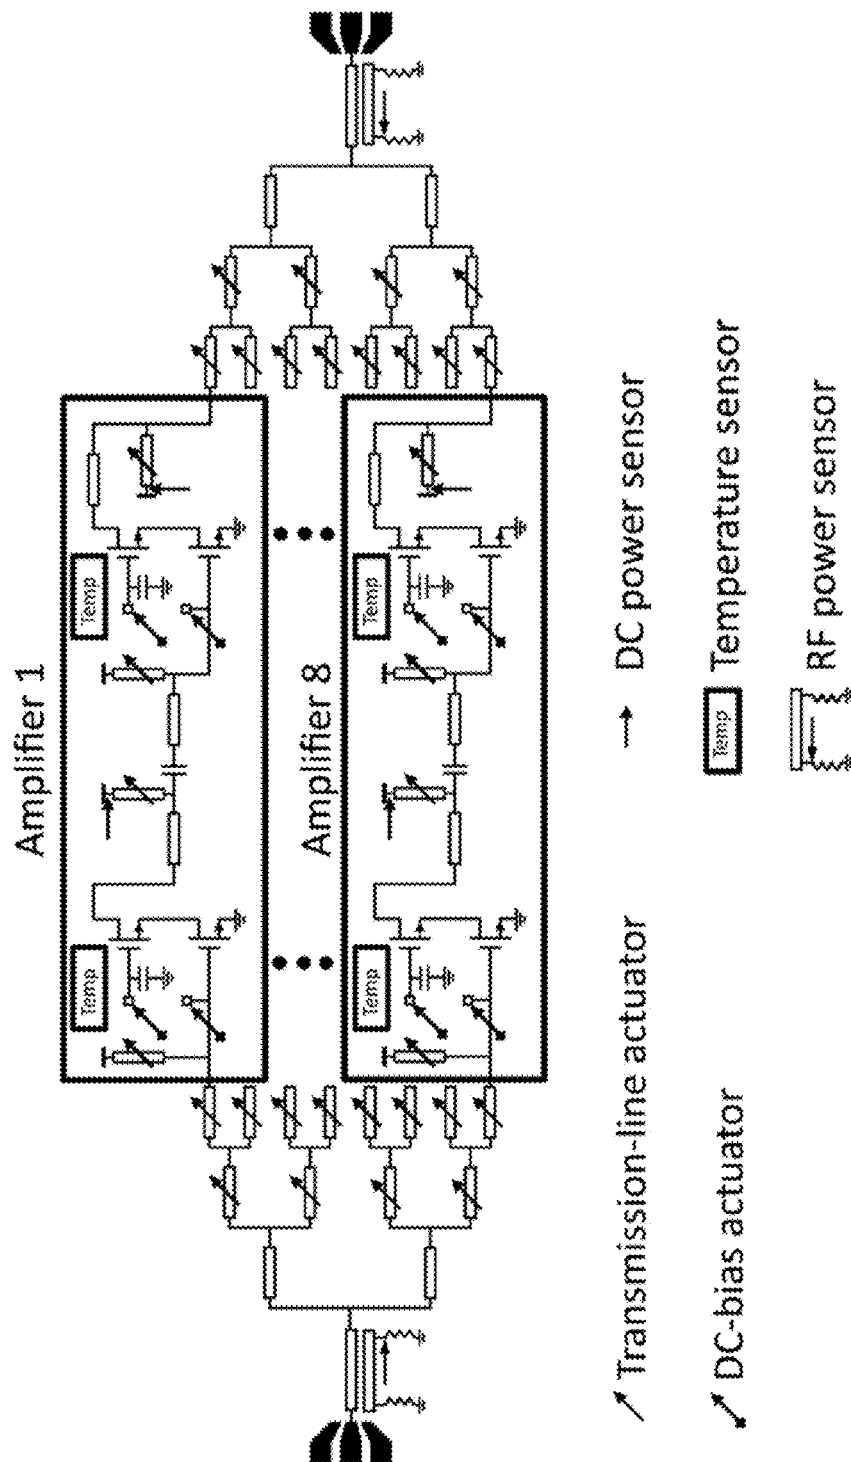 Amplifier 1
Temp
Temp
Amplifier 8
Temp
Temp
Transmission-line actuator
DC power sensor
DC-bias actuator
Temp
Temperature sensor
RF power sensor